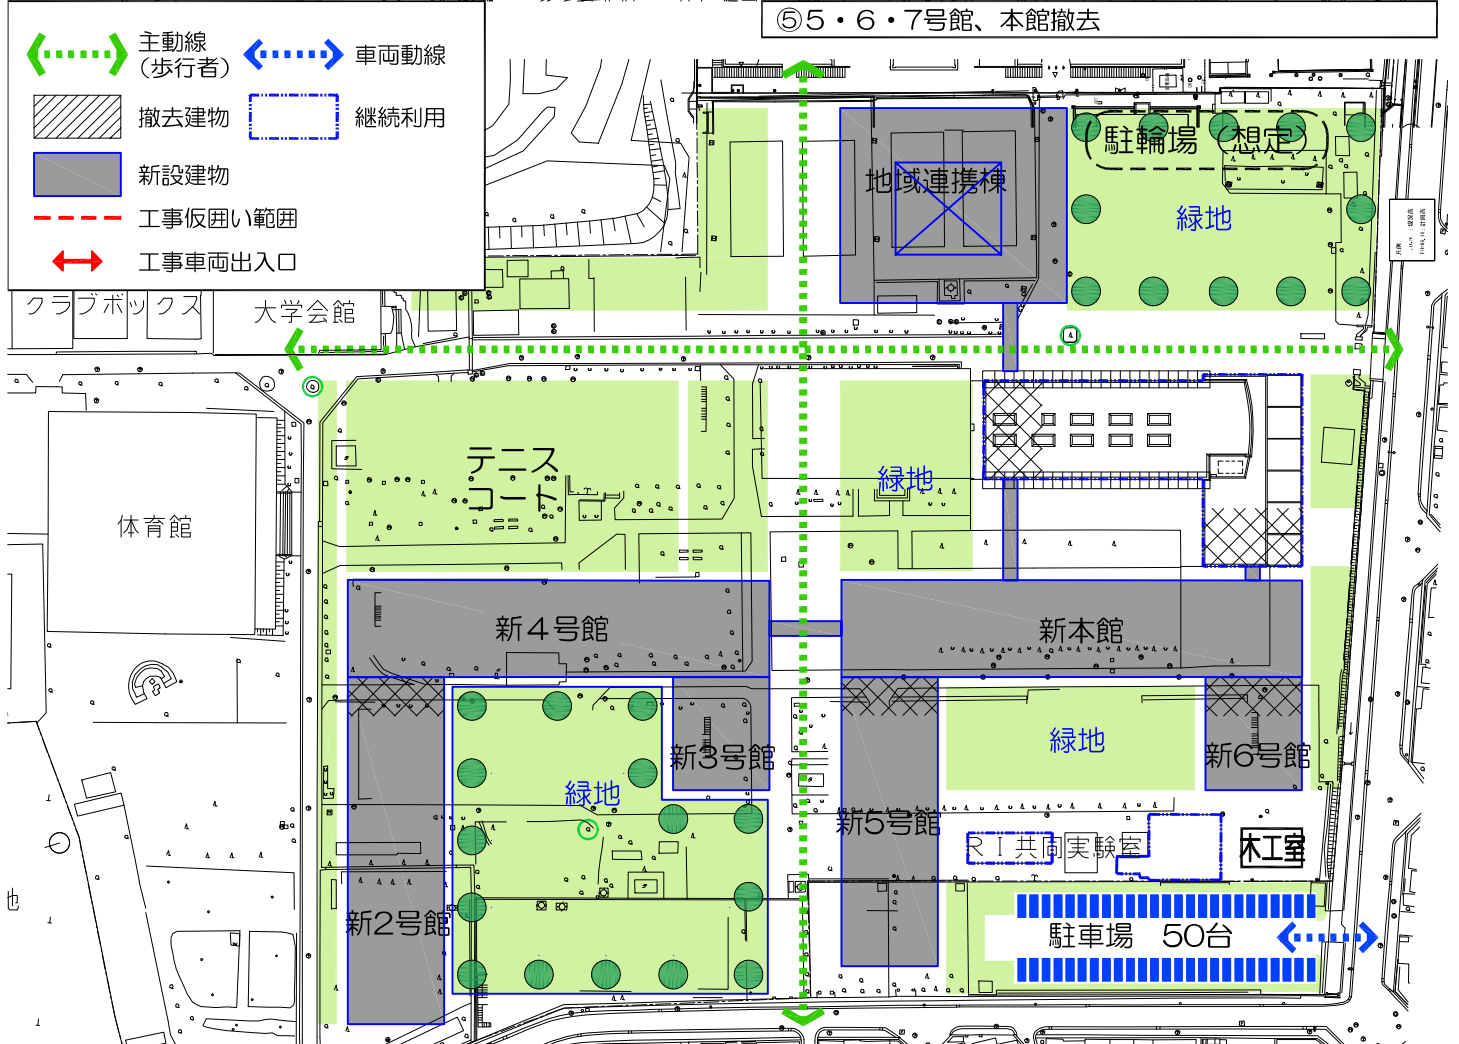 ⑤5・6・7号館、本館撤去
主動線
(歩行者)
車両動線
撤去建物
継続利用
新設建物
工事仮囲い範囲
工事車両出入口
クラブボックス
大学会館
地域連携棟
駐輪場(想定)
緑地
テニス
コート
緑地
体育館
新4号館
新本館
新3号館
緑地
新6号館
緑地
新5号館
RI共同実験室
木工室
新2号館
駐車場 50台